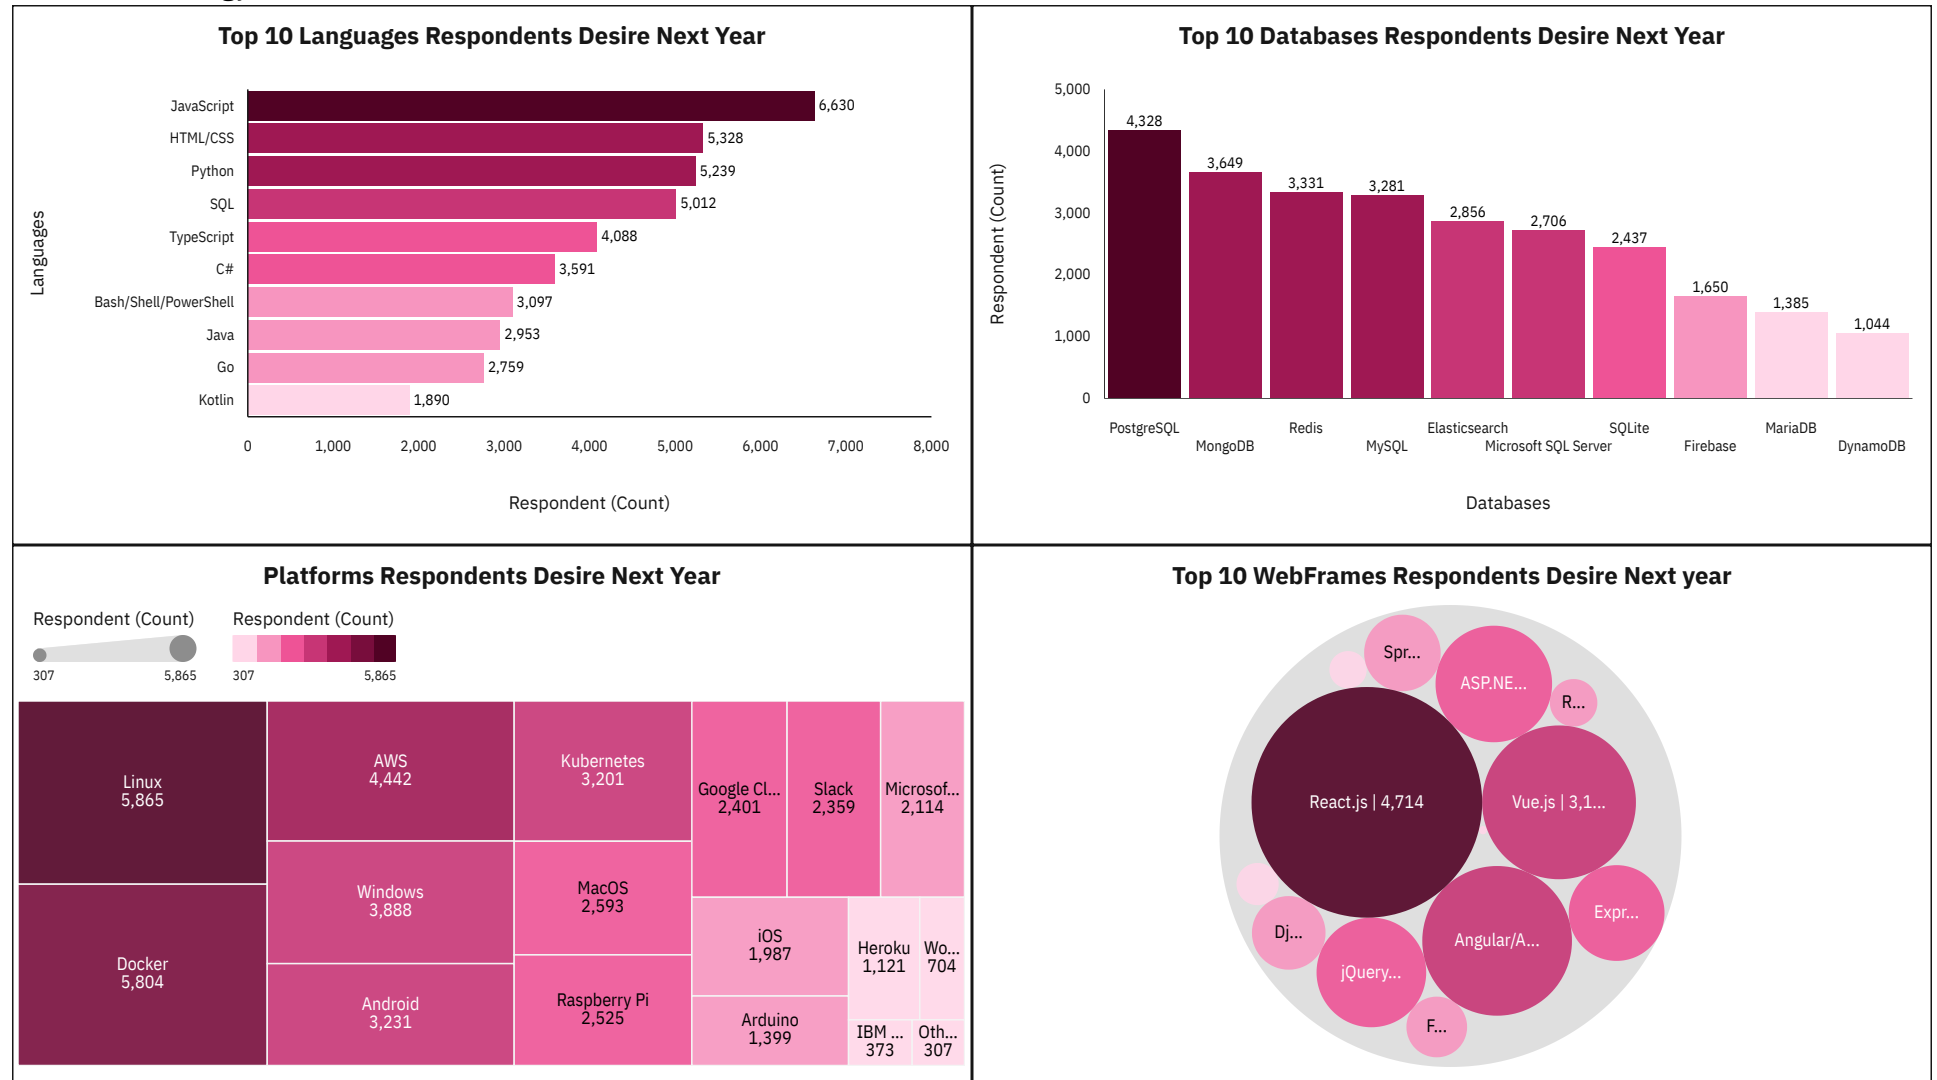 Top 10 Languages Respondents Desire Next Year
Languages
JavaScript
6,630
HTML/CSS
5,328
Python
5,239
SQL
5,012
TypeScript
4,088
C#
3,591
Bash/Shell/PowerShell
3,097
Java
2,953
Go
2,759
Kotlin
1,890
0 1,000 2,000 3,000 4,000 5,000 6,000 7,000 8,000
Respondent (Count)
Top 10 Databases Respondents Desire Next Year
Respondent (Count)
5,000
4,000
3,000
2,000
1,000
0
4,328
3,649
3,331
3,281
2,856
2,706
2,437
1,650
1,385
1,044
PostgreSQL
MongoDB
Redis
MySQL
Elasticsearch
Microsoft SQL Server
SQLite
Firebase
MariaDB
DynamoDB
Databases
Platforms Respondents Desire Next Year
Respondent (Count)
307 5,865
Respondent (Count)
307 5,865
Linux
5,865
Docker
5,804
AWS
4,442
Windows
3,888
Android
3,231
Kubernetes
3,201
MacOS
2,593
Raspberry Pi
2,525
Google Cl...
2,401
Slack
2,359
Microsof...
2,114
iOS
1,987
Arduino
1,399
Heroku
1,121
Wo...
704
IBM ...
373
Oth...
307
Top 10 WebFrames Respondents Desire Next year
Spr...
ASP.NE...
R...
React.js | 4,714
Vue.js | 3,1...
Expr...
Dj...
Angular/A...
jQuery...
F...